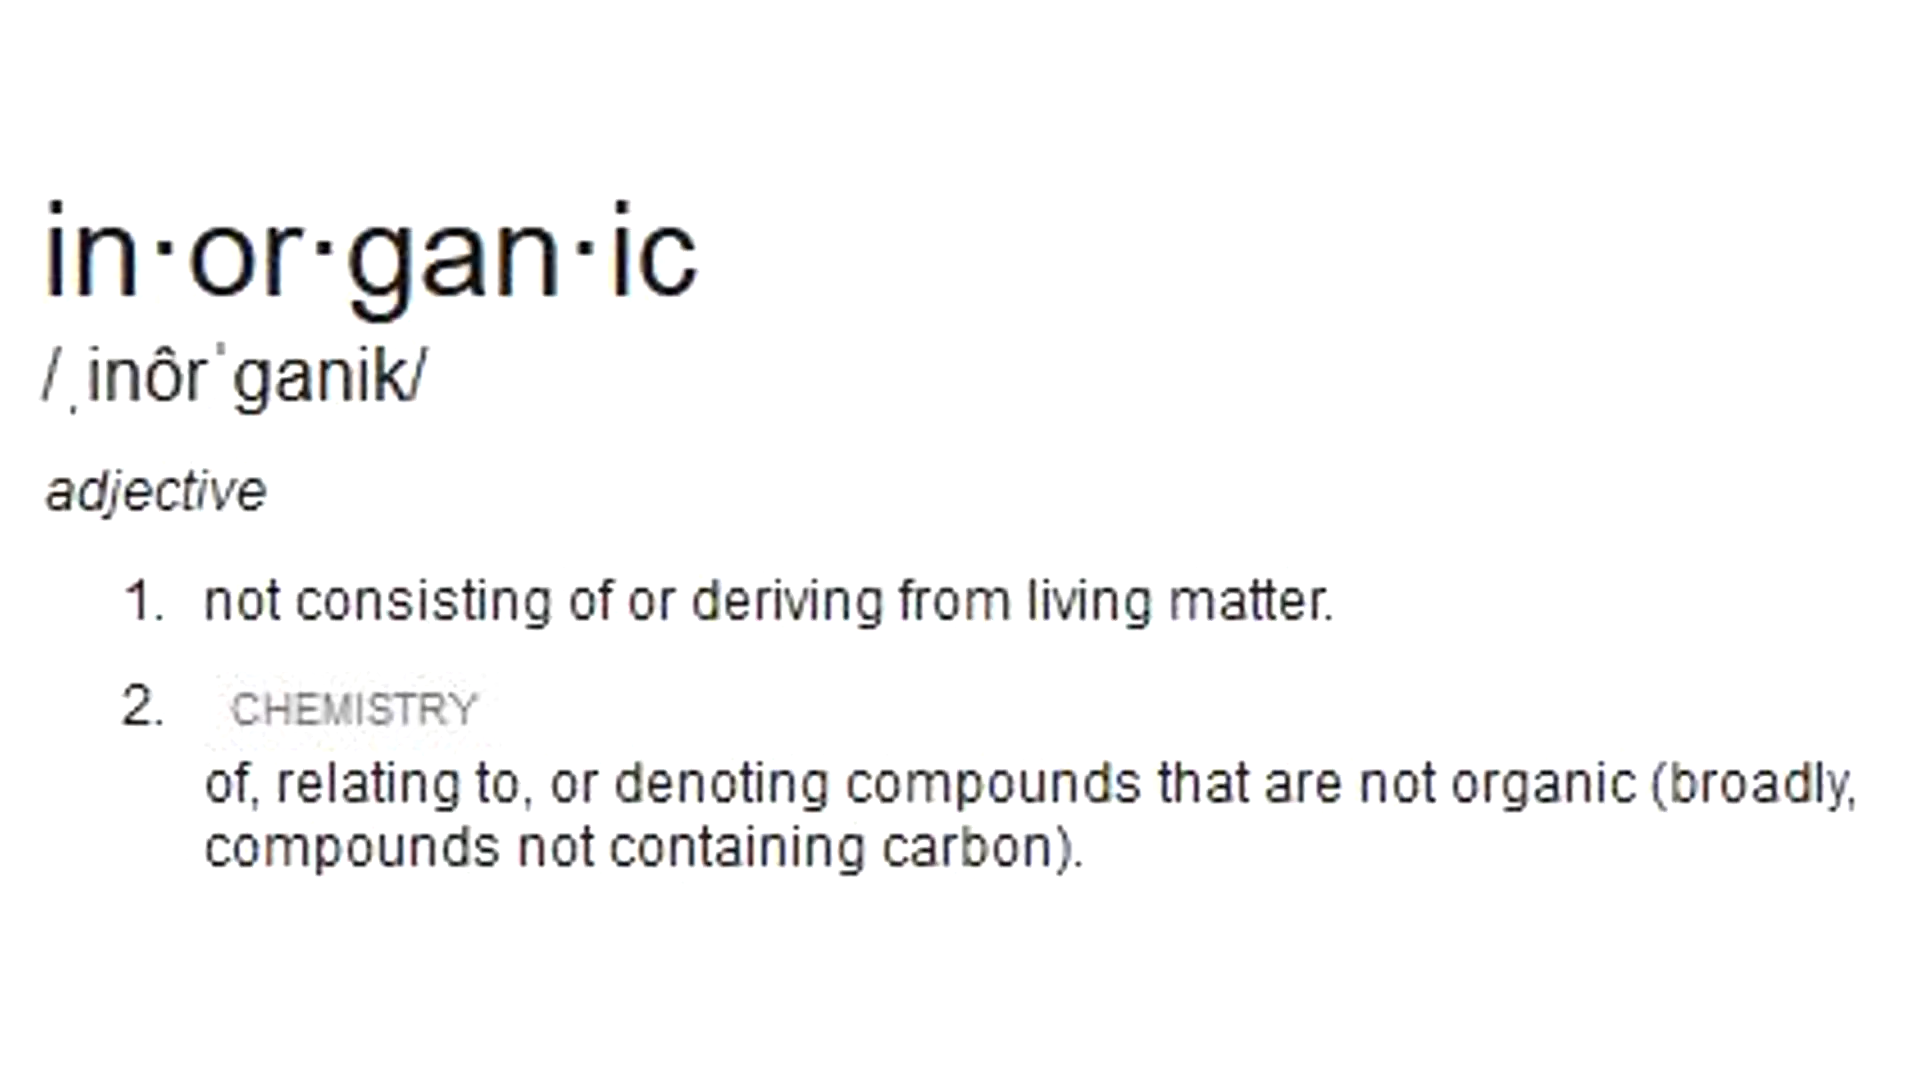 in·or·gan·ic
/ˌinôrˈganik/
adjective
1. not consisting of or deriving from living matter.
2. CHEMISTRY
of, relating to, or denoting compounds that are not organic (broadly,
compounds not containing carbon).